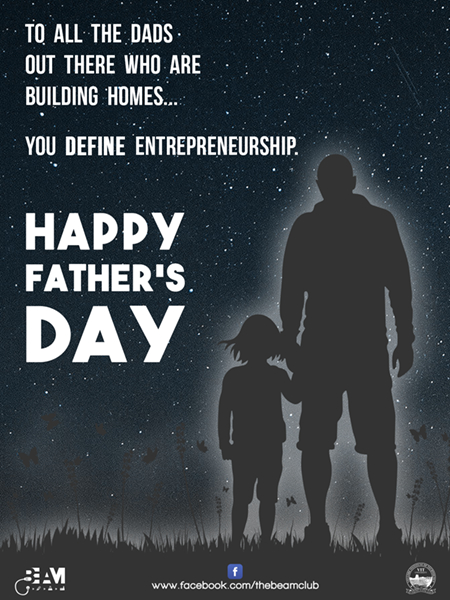 TO ALL THE DADS
OUT THERE WHO ARE
BUILDING HOMES...
YOU DEFINE ENTREPRENEURSHIP.
HAPPY
FATHER'S
DAY
BEAM
f
www.facebook.com/thebeamclub